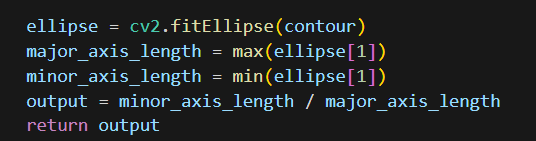 ellipse = cv2.fitEllipse(contour)
major_axis_length = max(ellipse[1])
minor_axis_length = min(ellipse[1])
output = minor_axis_length / major_axis_length
return output